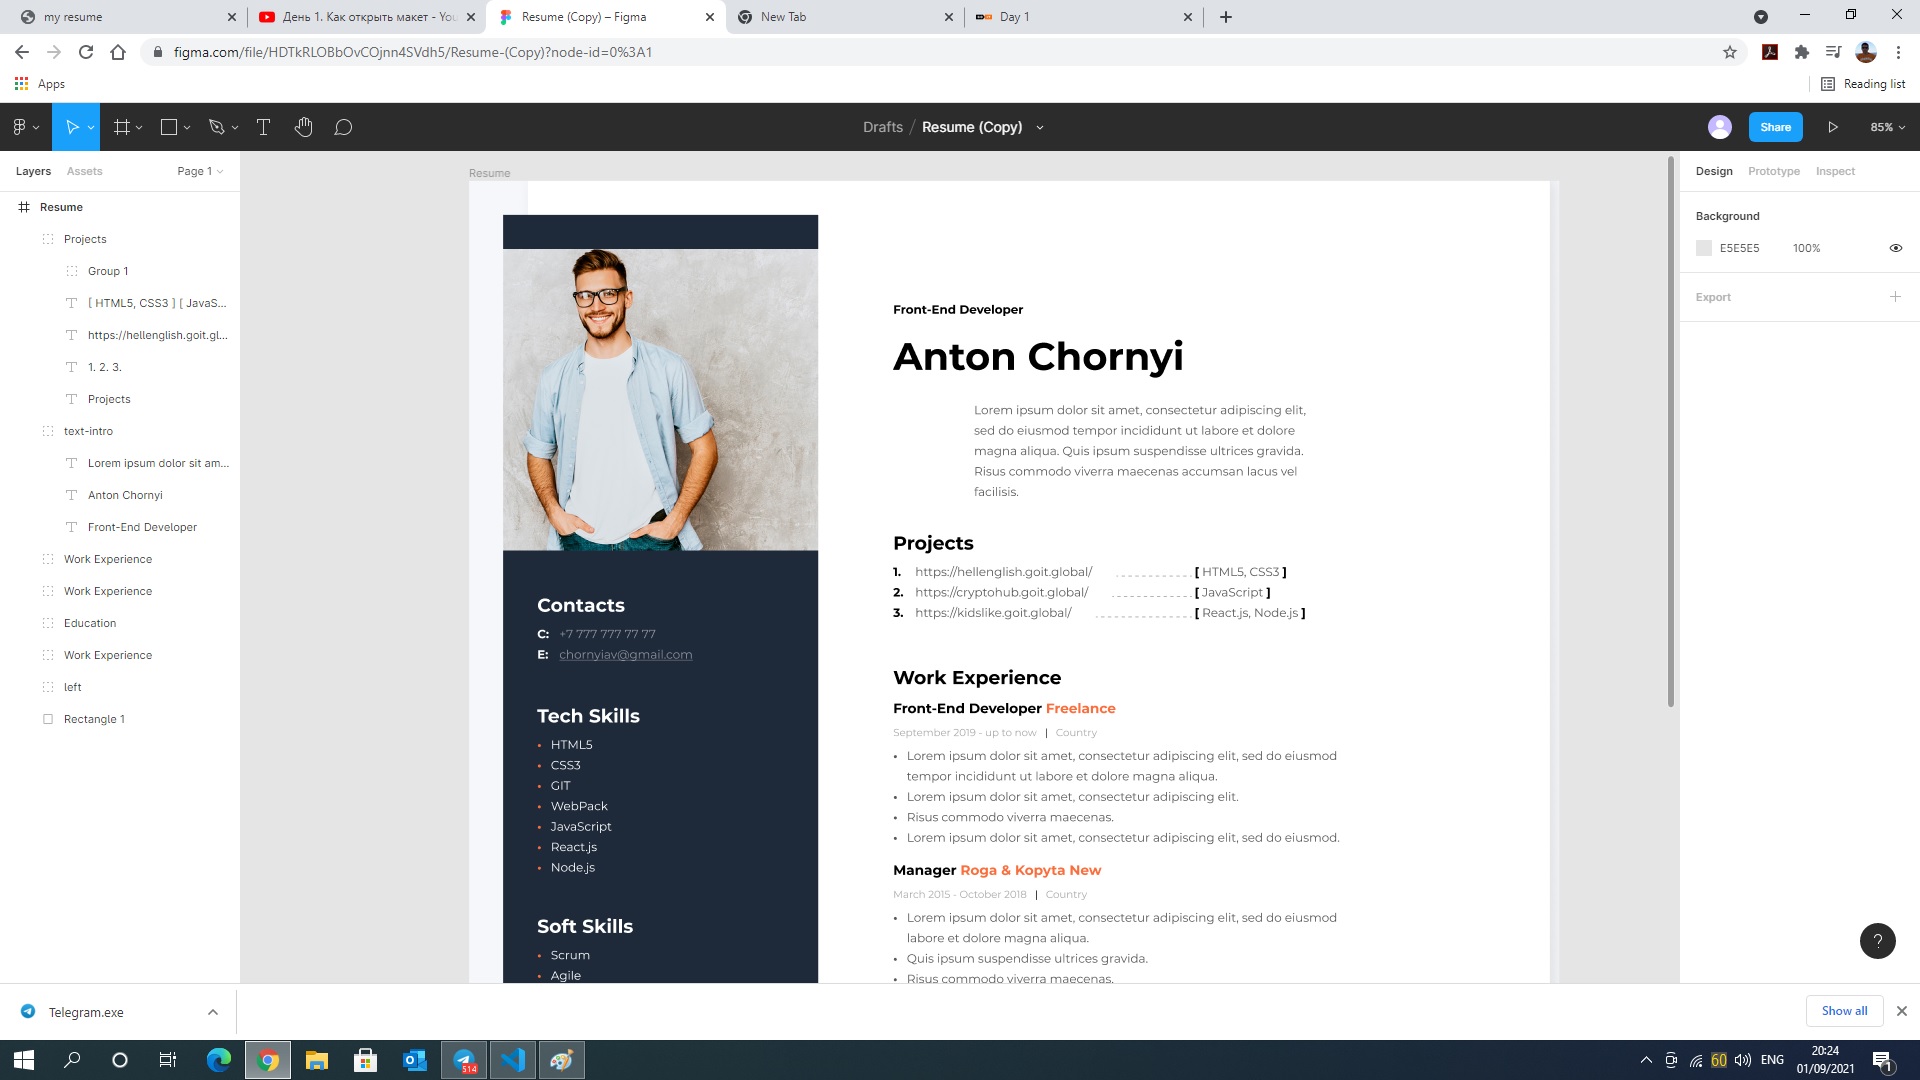 my resume
День 1. Как открыть макет - You
Resume (Copy) – Figma
New Tab
Day 1
figma.com/file/HDTkRLOBbOvCOjnn4SVdh5/Resume-(Copy)?node-id=0%3A1
Apps
Reading list
Drafts / Resume (Copy)
Share
85%
Layers
Assets
Page 1
Resume
Projects
Group 1
[ HTML5, CSS3 ] [ JavaS...
https://hellenglish.goit.gl...
1. 2. 3.
Projects
text-intro
Lorem ipsum dolor sit am...
Anton Chornyi
Front-End Developer
Work Experience
Work Experience
Education
Work Experience
left
Rectangle 1
Resume
Contacts
C: +7 777 777 77 77
E: chornyiav@gmail.com
Tech Skills
• HTML5
• CSS3
• GIT
• WebPack
• JavaScript
• React.js
• Node.js
Soft Skills
• Scrum
• Agile
Front-End Developer
Anton Chornyi
Lorem ipsum dolor sit amet, consectetur adipiscing elit,
sed do eiusmod tempor incididunt ut labore et dolore
magna aliqua. Quis ipsum suspendisse ultrices gravida.
Risus commodo viverra maecenas accumsan lacus vel
facilisis.
Projects
1. https://hellenglish.goit.global/ [ HTML5, CSS3 ]
2. https://cryptohub.goit.global/ [ JavaScript ]
3. https://kidslike.goit.global/ [ React.js, Node.js ]
Work Experience
Front-End Developer Freelance
September 2019 - up to now | Country
• Lorem ipsum dolor sit amet, consectetur adipiscing elit, sed do eiusmod
tempor incididunt ut labore et dolore magna aliqua.
• Lorem ipsum dolor sit amet, consectetur adipiscing elit.
• Risus commodo viverra maecenas.
• Lorem ipsum dolor sit amet, consectetur adipiscing elit, sed do eiusmod.
Manager Roga & Kopyta New
March 2015 - October 2018 | Country
• Lorem ipsum dolor sit amet, consectetur adipiscing elit, sed do eiusmod
labore et dolore magna aliqua.
• Quis ipsum suspendisse ultrices gravida.
• Risus commodo viverra maecenas.
Design
Prototype
Inspect
Background
E5E5E5
100%
Export
?
Telegram.exe
Show all
514
60
ENG
20:24
01/09/2021
1